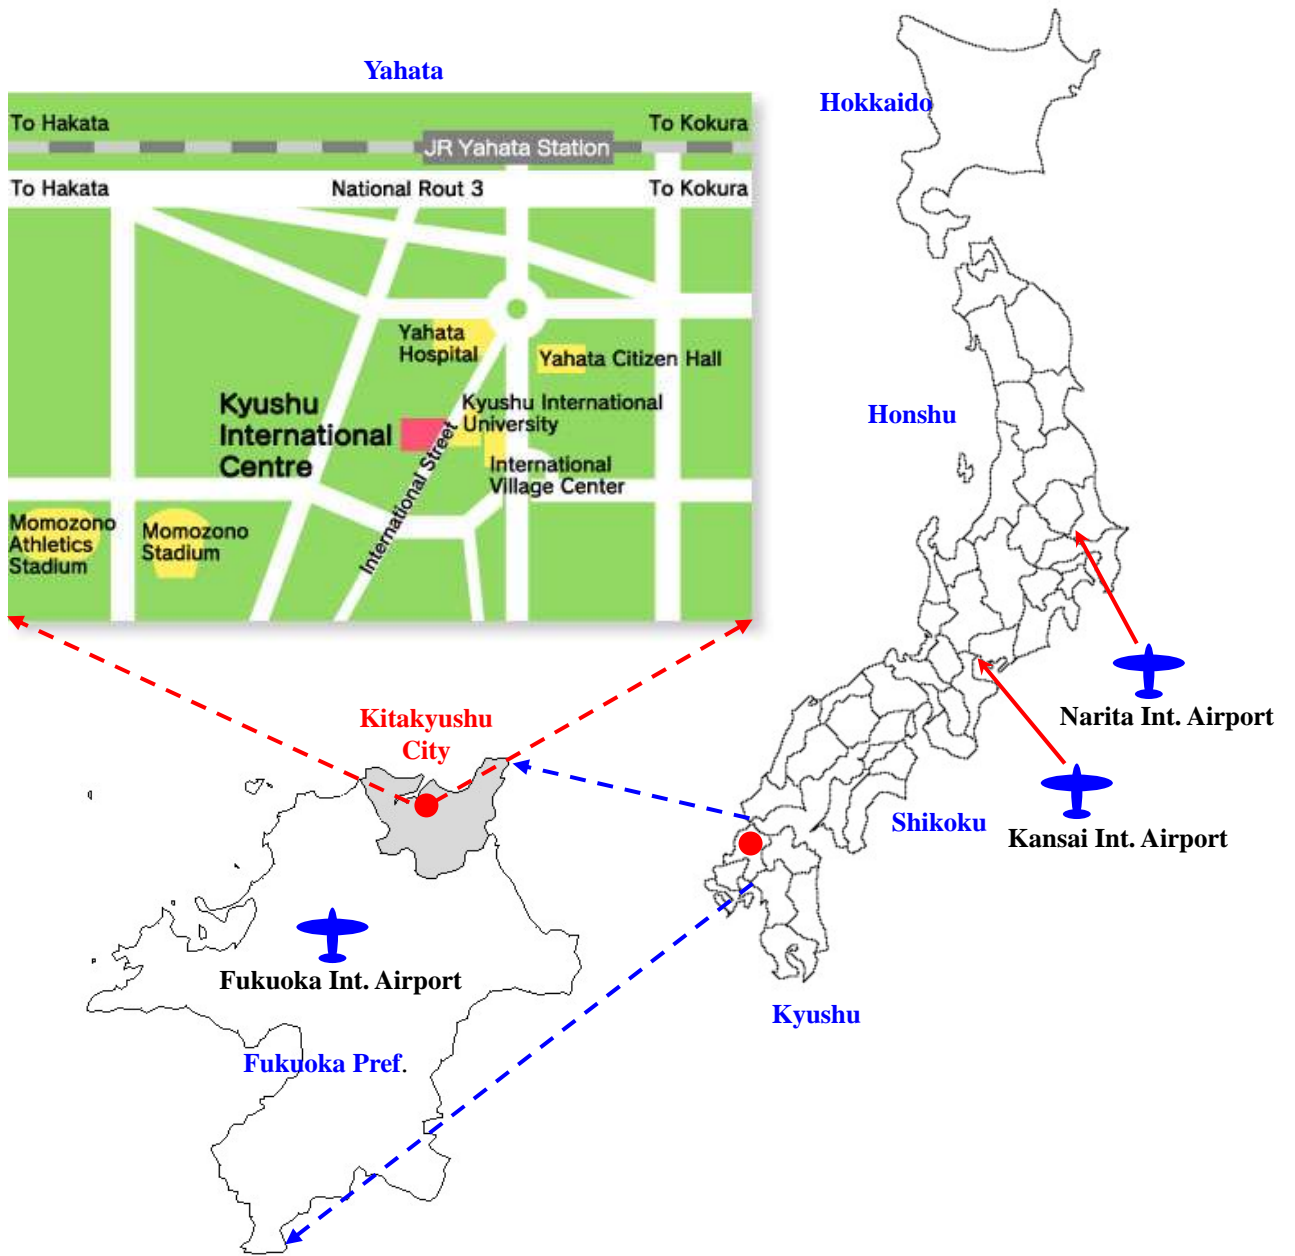 Yahata
To Hakata
To Kokura
JR Yahata Station
To Hakata
National Rout 3
To Kokura
Yahata
Hospital
Yahata Citizen Hall
Kyushu
International
Centre
Kyushu International
University
International Street
International
Village Center
Momozono
Athletics
Stadium
Momozono
Stadium
Hokkaido
Honshu
Narita Int. Airport
Kansai Int. Airport
Shikoku
Kyushu
Kitakyushu
City
Fukuoka Int. Airport
Fukuoka Pref.